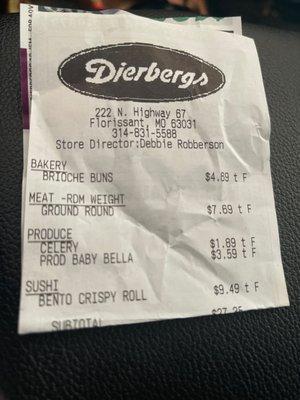 Dierbergs
222 N. Highway 67
Florissant, MO 63031
314-831-5588
Store Director:Debbie Robberson
BAKERY
BRIOCHE BUNS $4.69 t F
MEAT -RDM WEIGHT
GROUND ROUND $7.69 t F
PRODUCE
CELERY $1.89 t F
PROD BABY BELLA $3.59 t F
SUSHI
BENTO CRISPY ROLL $9.49 t F
SUBTOTAL